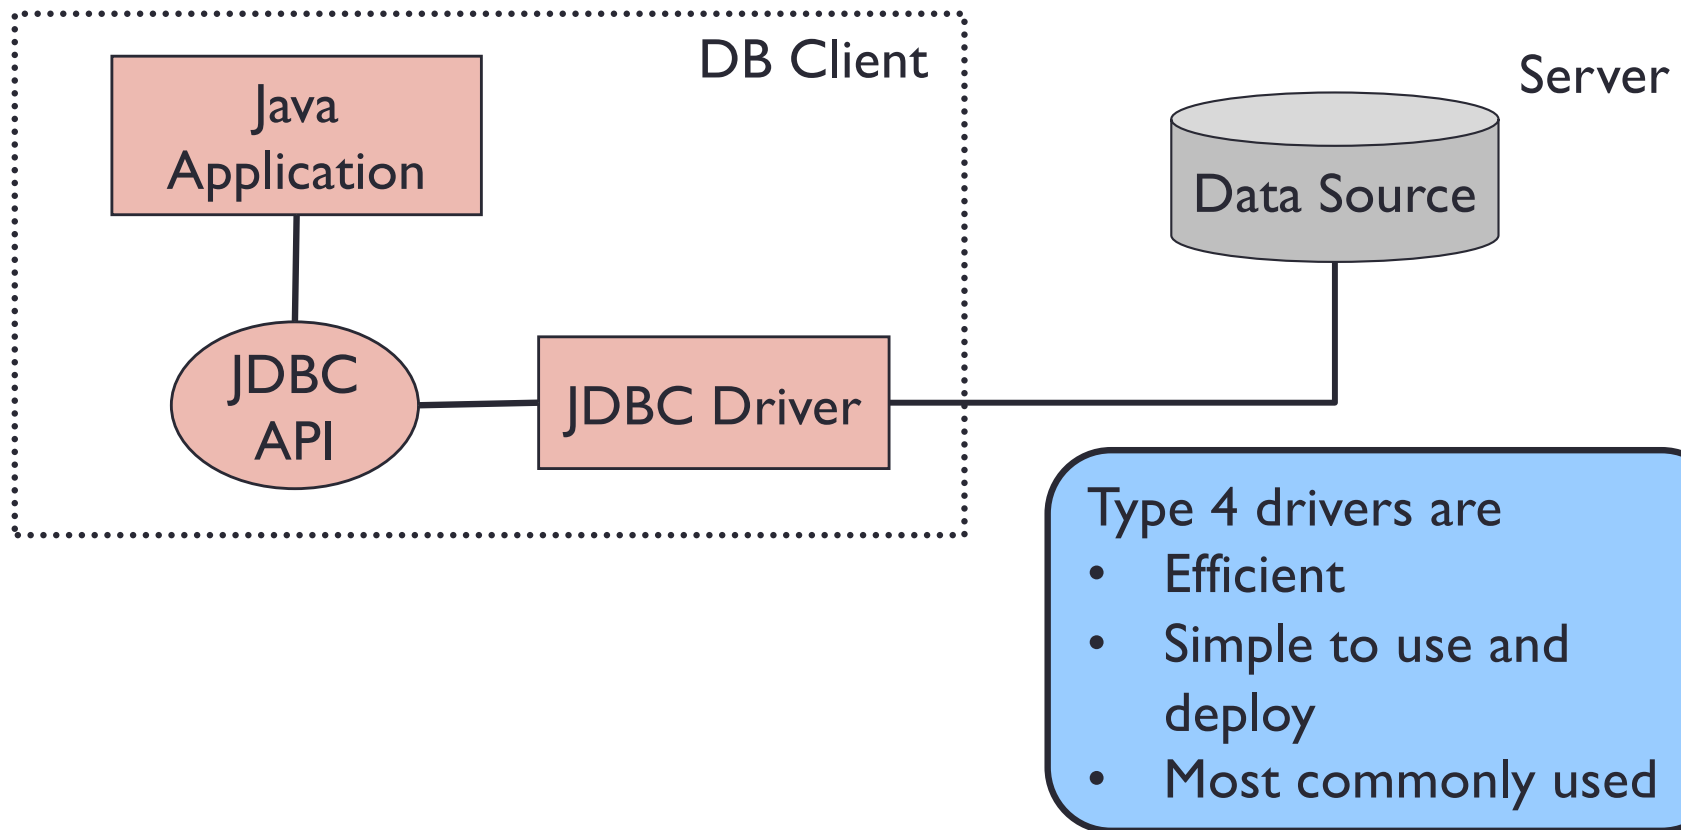 DB Client
Server
Java
Application
Data Source
JDBC
API
JDBC Driver
Type 4 drivers are
• Efficient
• Simple to use and
deploy
• Most commonly used